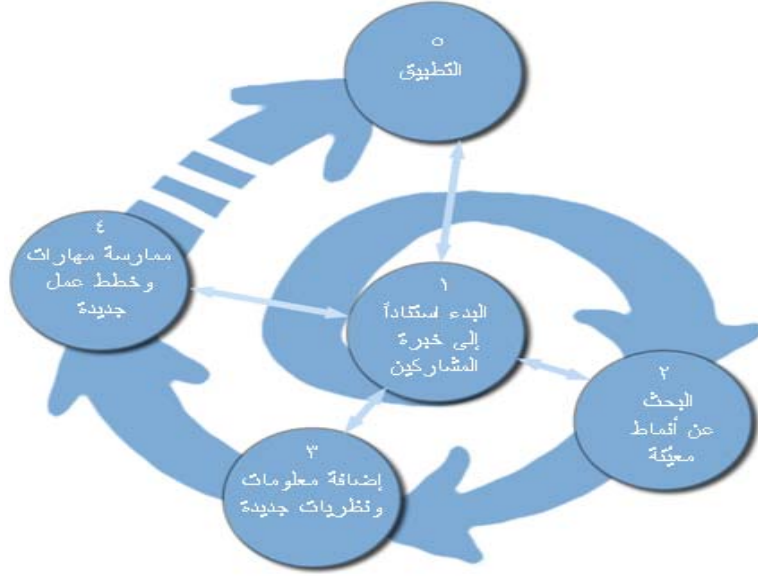 ٥
التطبيق
٤
ممارسة مهارات
وخطط عمل
جديدة
١
البدء استناداً
إلى خبرة
المشاركين
٢
البحث
عن أنماط
معيّنة
٣
إضافة معلومات
ونظريات جديدة